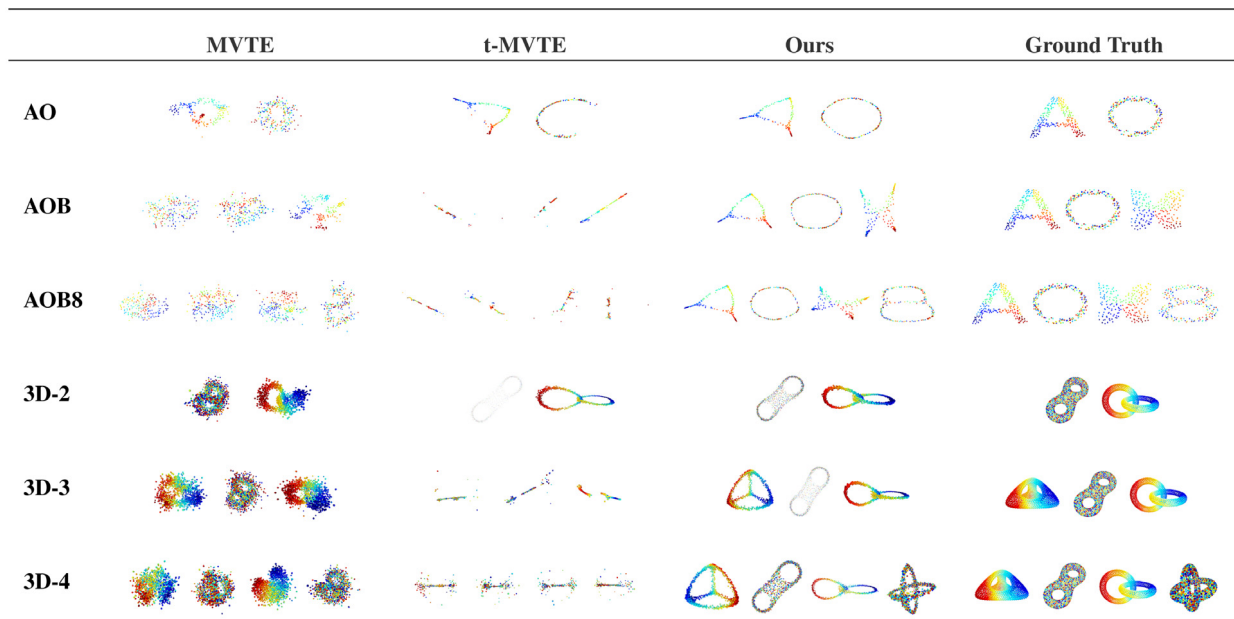 MVTE t-MVTE Ours Ground Truth
AO
AOB
AOB8
3D-2
3D-3
3D-4